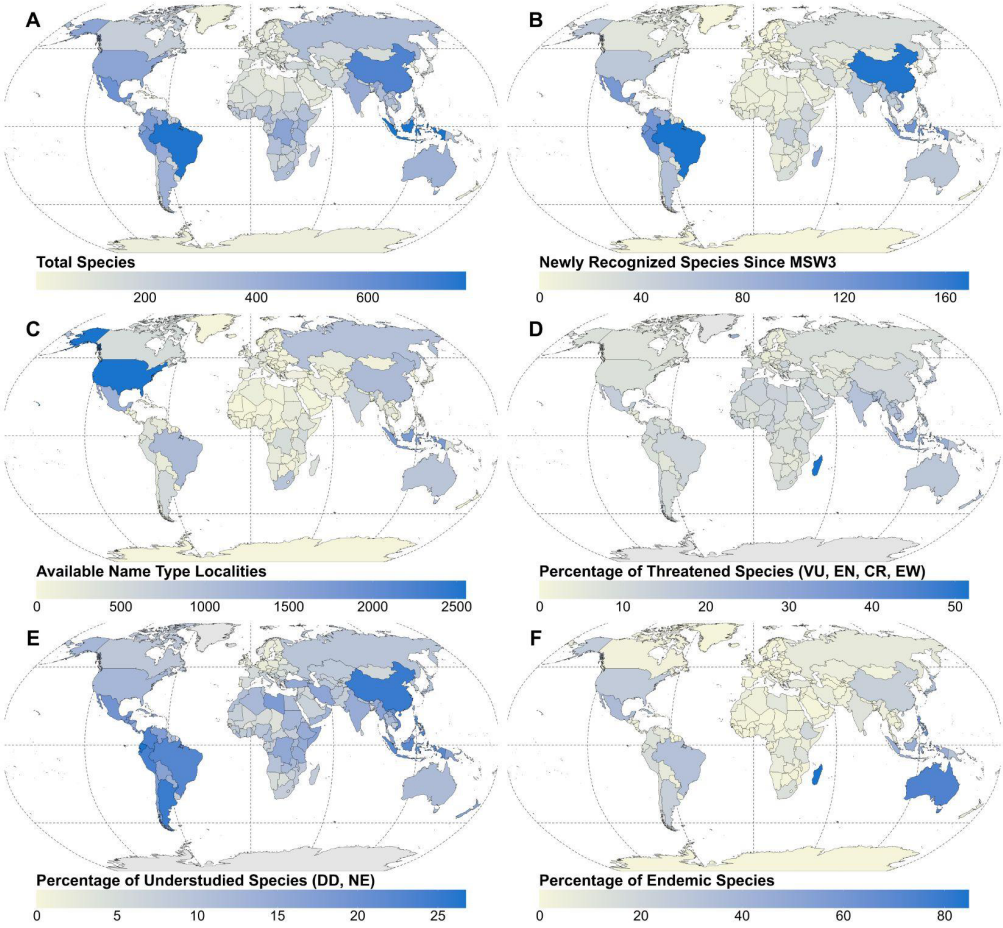 A
B
Total Species
Newly Recognized Species Since MSW3
200 400 600
0 40 80 120 160
C
D
Available Name Type Localities
Percentage of Threatened Species (VU, EN, CR, EW)
0 500 1000 1500 2000 2500
0 10 20 30 40 50
E
F
Percentage of Understudied Species (DD, NE)
Percentage of Endemic Species
0 5 10 15 20 25
0 20 40 60 80